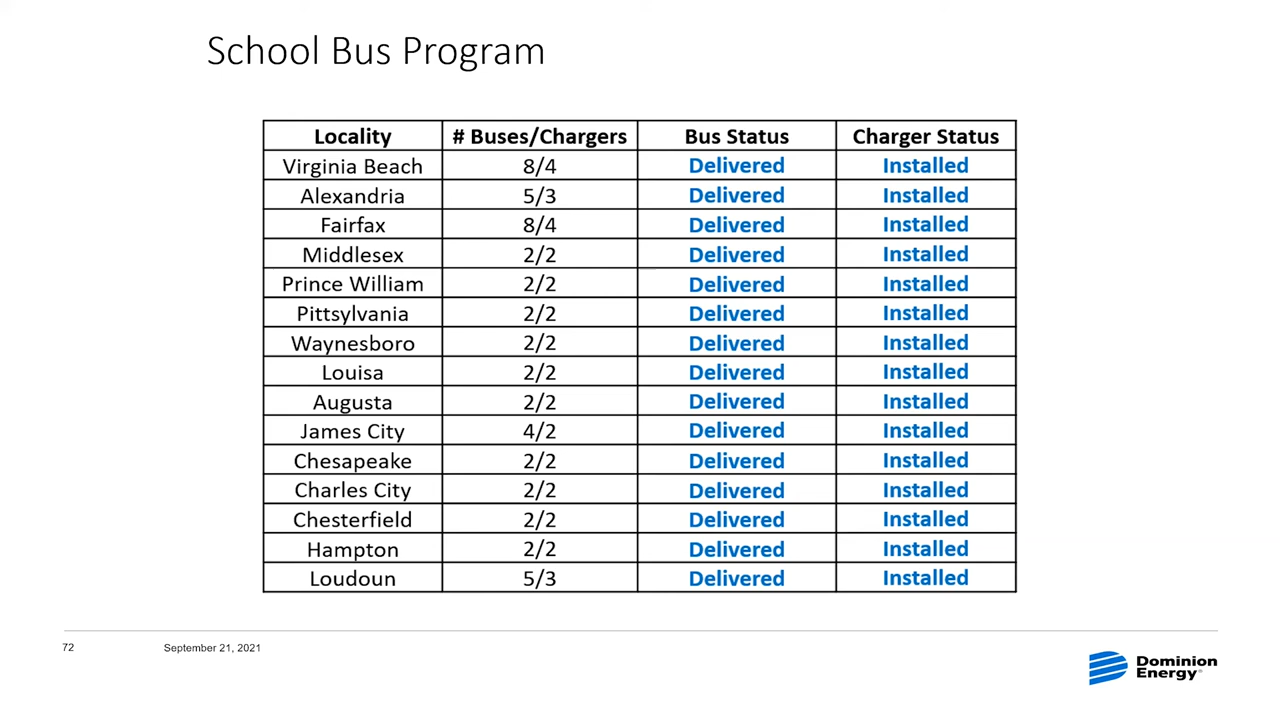 School Bus Program
Locality # Buses/Chargers Bus Status Charger Status
Virginia Beach 8/4 Delivered Installed
Alexandria 5/3 Delivered Installed
Fairfax 8/4 Delivered Installed
Middlesex 2/2 Delivered Installed
Prince William 2/2 Delivered Installed
Pittsylvania 2/2 Delivered Installed
Waynesboro 2/2 Delivered Installed
Louisa 2/2 Delivered Installed
Augusta 2/2 Delivered Installed
James City 4/2 Delivered Installed
Chesapeake 2/2 Delivered Installed
Charles City 2/2 Delivered Installed
Chesterfield 2/2 Delivered Installed
Hampton 2/2 Delivered Installed
Loudoun 5/3 Delivered Installed
72 September 21, 2021
Dominion
Energy®